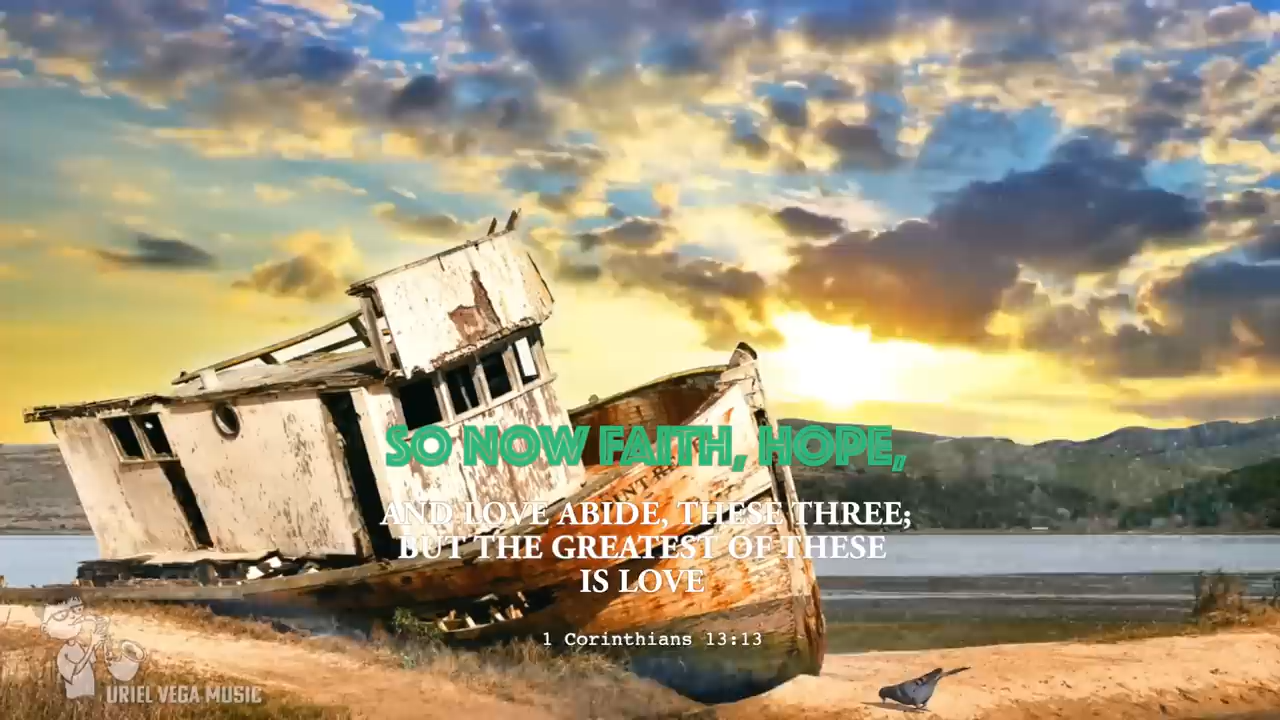 SO NOW FAITH, HOPE,
AND LOVE ABIDE, THESE THREE;
BUT THE GREATEST OF THESE
IS LOVE
1 Corinthians 13:13
URIEL VEGA MUSIC